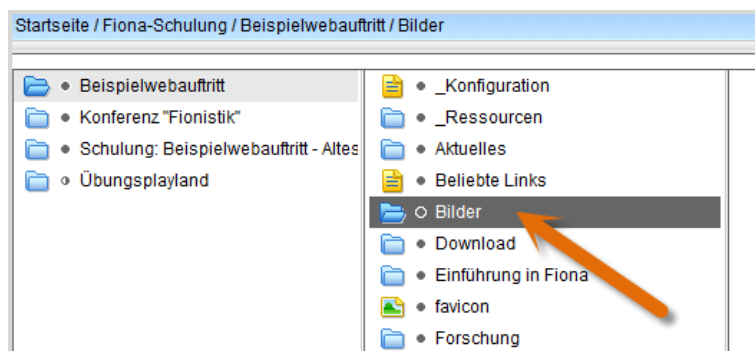 Startseite / Fiona-Schulung / Beispielwebauftritt / Bilder
Beispielwebauftritt
Konferenz "Fionistik"
Schulung: Beispielwebauftritt - Altes
Übungsplayland
_Konfiguration
_Ressourcen
Aktuelles
Beliebte Links
Bilder
Download
Einführung in Fiona
favicon
Forschung